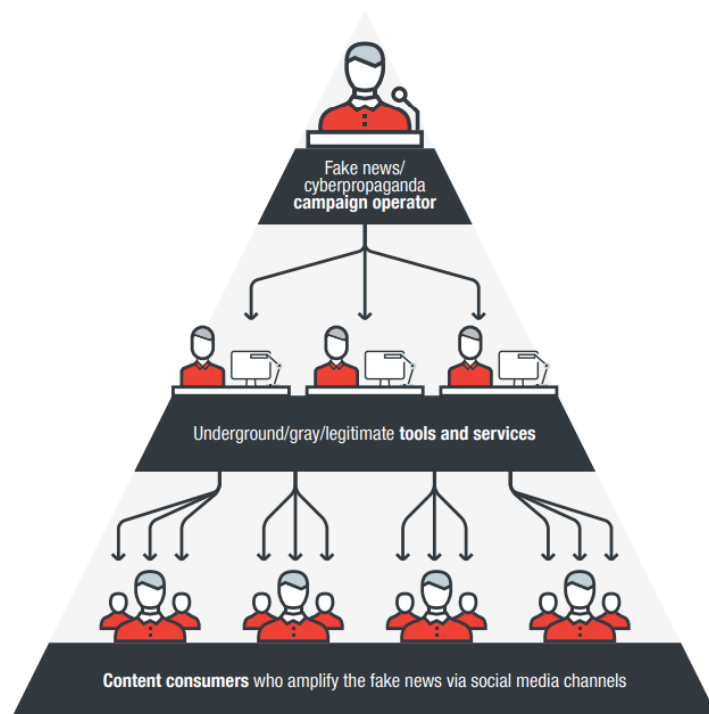 Fake news/
cyberpropaganda
campaign operator
Underground/gray/legitimate tools and services
Content consumers who amplify the fake news via social media channels